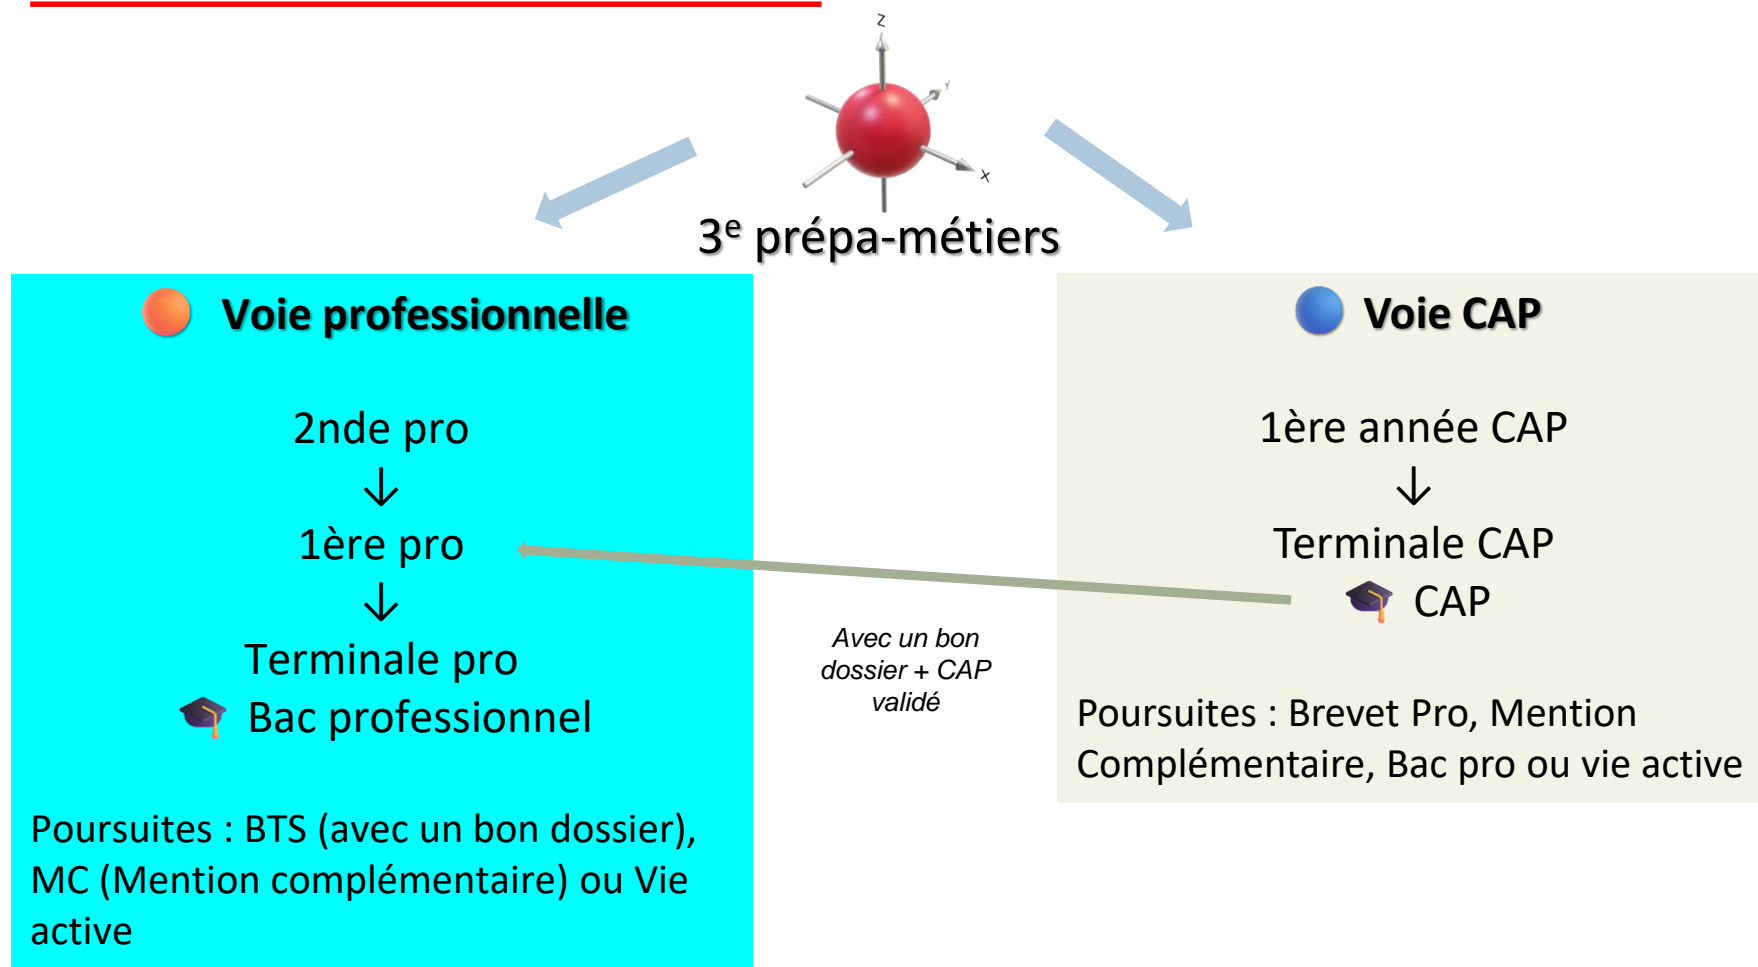 Z
Y
X
3e prépa-métiers
Voie professionnelle
2nde pro
↓
1ère pro
↓
Terminale pro
Bac professionnel
Poursuites : BTS (avec un bon dossier),
MC (Mention complémentaire) ou Vie
active
Avec un bon
dossier + CAP
validé
Voie CAP
1ère année CAP
↓
Terminale CAP
CAP
Poursuites : Brevet Pro, Mention
Complémentaire, Bac pro ou vie active